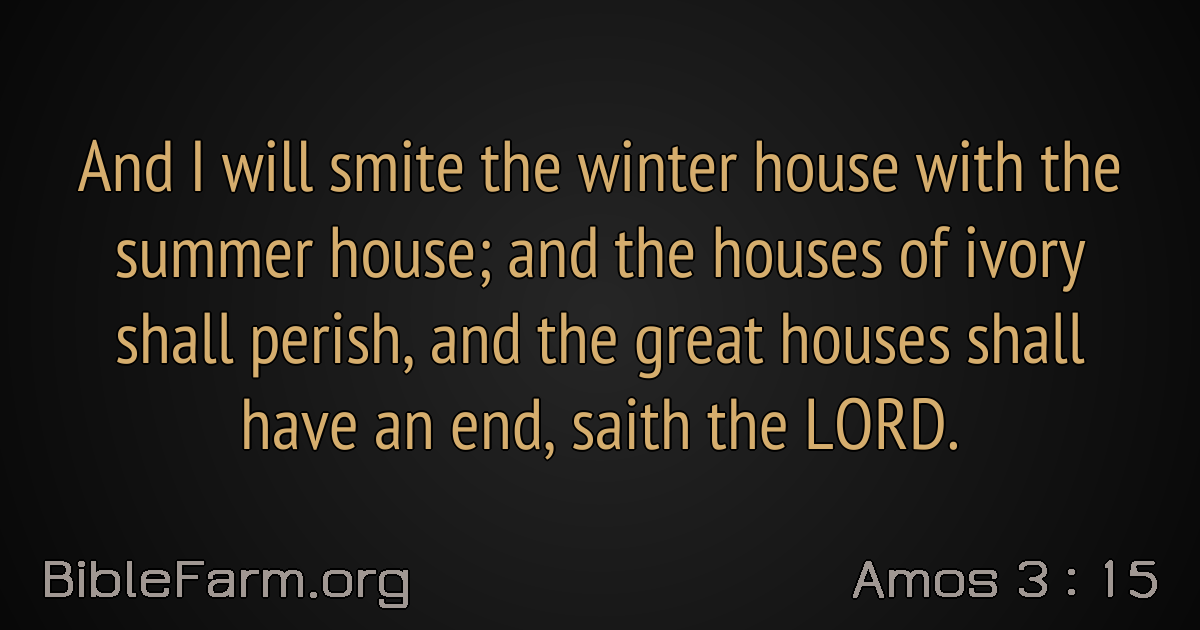 And I will smite the winter house with the
summer house; and the houses of ivory
shall perish, and the great houses shall
have an end, saith the LORD.
BibleFarm.org
Amos 3 : 15